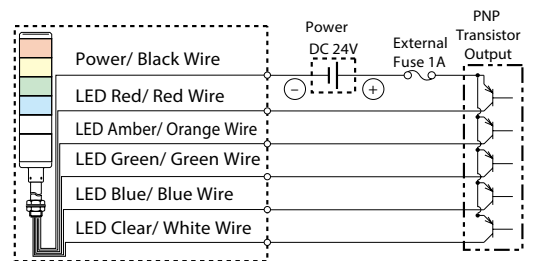 Power
DC 24V
External
Fuse 1A
PNP
Transistor
Output
Power/ Black Wire
−
+
LED Red/ Red Wire
LED Amber/ Orange Wire
LED Green/ Green Wire
LED Blue/ Blue Wire
LED Clear/ White Wire